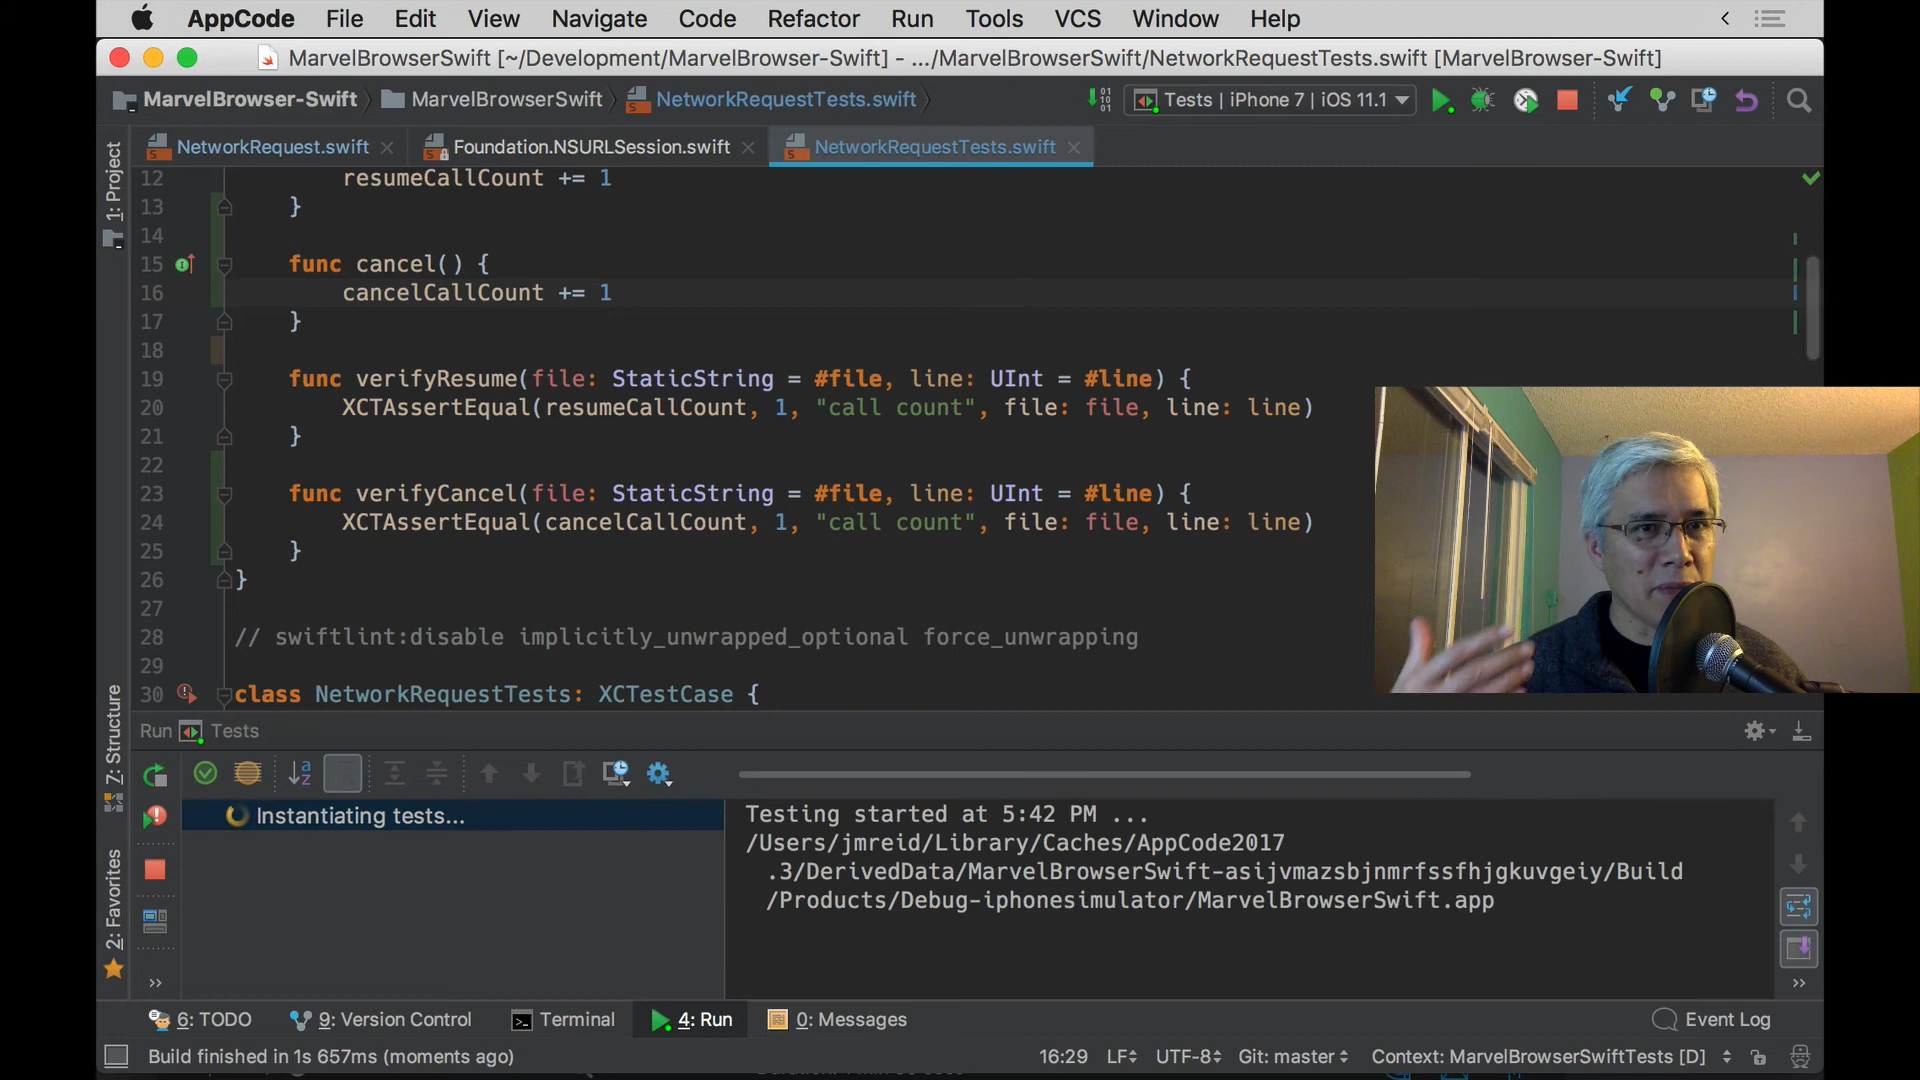 AppCode File Edit View Navigate Code Refactor Run Tools VCS Window Help
MarvelBrowserSwift [~/Development/MarvelBrowser-Swift] - .../MarvelBrowserSwift/NetworkRequestTests.swift [MarvelBrowser-Swift]
MarvelBrowser-Swift MarvelBrowserSwift NetworkRequestTests.swift Tests | iPhone 7 | iOS 11.1
NetworkRequest.swift Foundation.NSURLSession.swift NetworkRequestTests.swift
1: Project
7: Structure
2: Favorites
12 resumeCallCount += 1
13 }
14
15 func cancel() {
16 cancelCallCount += 1
17 }
18
19 func verifyResume(file: StaticString = #file, line: UInt = #line) {
20 XCTAssertEqual(resumeCallCount, 1, "call count", file: file, line: line)
21 }
22
23 func verifyCancel(file: StaticString = #file, line: UInt = #line) {
24 XCTAssertEqual(cancelCallCount, 1, "call count", file: file, line: line)
25 }
26 }
27
28 // swiftlint:disable implicitly_unwrapped_optional force_unwrapping
29
30 class NetworkRequestTests: XCTestCase {
Run Tests
Instantiating tests...
Testing started at 5:42 PM ...
/Users/jmreid/Library/Caches/AppCode2017
.3/DerivedData/MarvelBrowserSwift-asijvmazsbjnmrfssfhjgkuvgeiy/Build
/Products/Debug-iphonesimulator/MarvelBrowserSwift.app
6: TODO 9: Version Control Terminal 4: Run 0: Messages Event Log
Build finished in 1s 657ms (moments ago) 16:29 LF UTF-8 Git: master Context: MarvelBrowserSwiftTests [D]